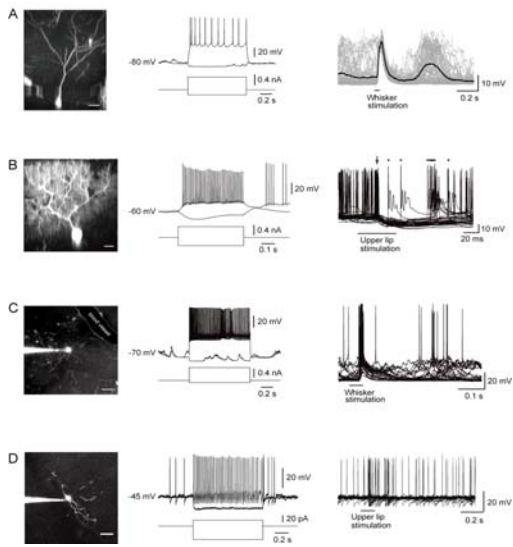 A
-80 mV
20 mV
0.4 nA
0.2 s
Whisker
stimulation
10 mV
0.2 s
B
-60 mV
20 mV
0.4 nA
0.1 s
Upper lip
stimulation
10 mV
20 ms
C
-70 mV
20 mV
0.4 nA
0.2 s
Whisker
stimulation
20 mV
0.1 s
D
-45 mV
20 mV
20 pA
0.2 s
Upper lip
stimulation
20 mV
0.2 s